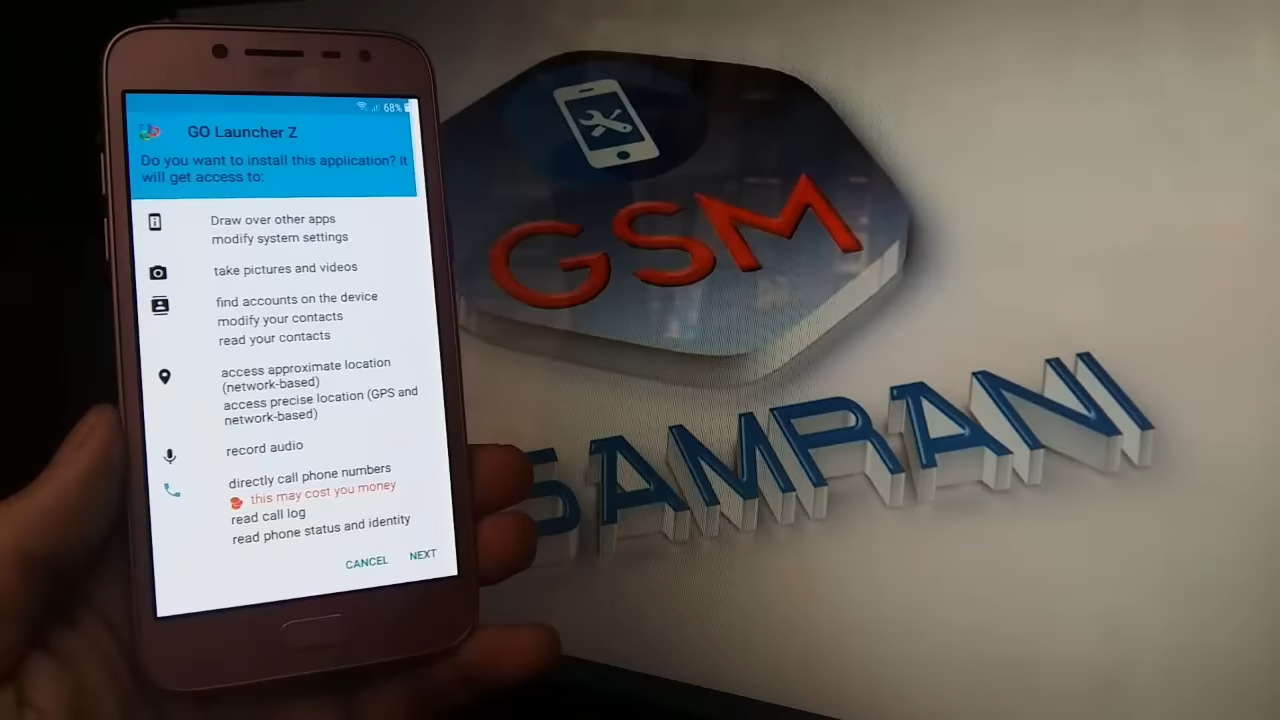 68%
GO Launcher Z
Do you want to install this application? It
will get access to:
Draw over other apps
modify system settings
take pictures and videos
find accounts on the device
modify your contacts
read your contacts
access approximate location
(network-based)
access precise location (GPS and
network-based)
record audio
directly call phone numbers
this may cost you money
read call log
read phone status and identity
CANCEL NEXT
GSM
SAMRANI